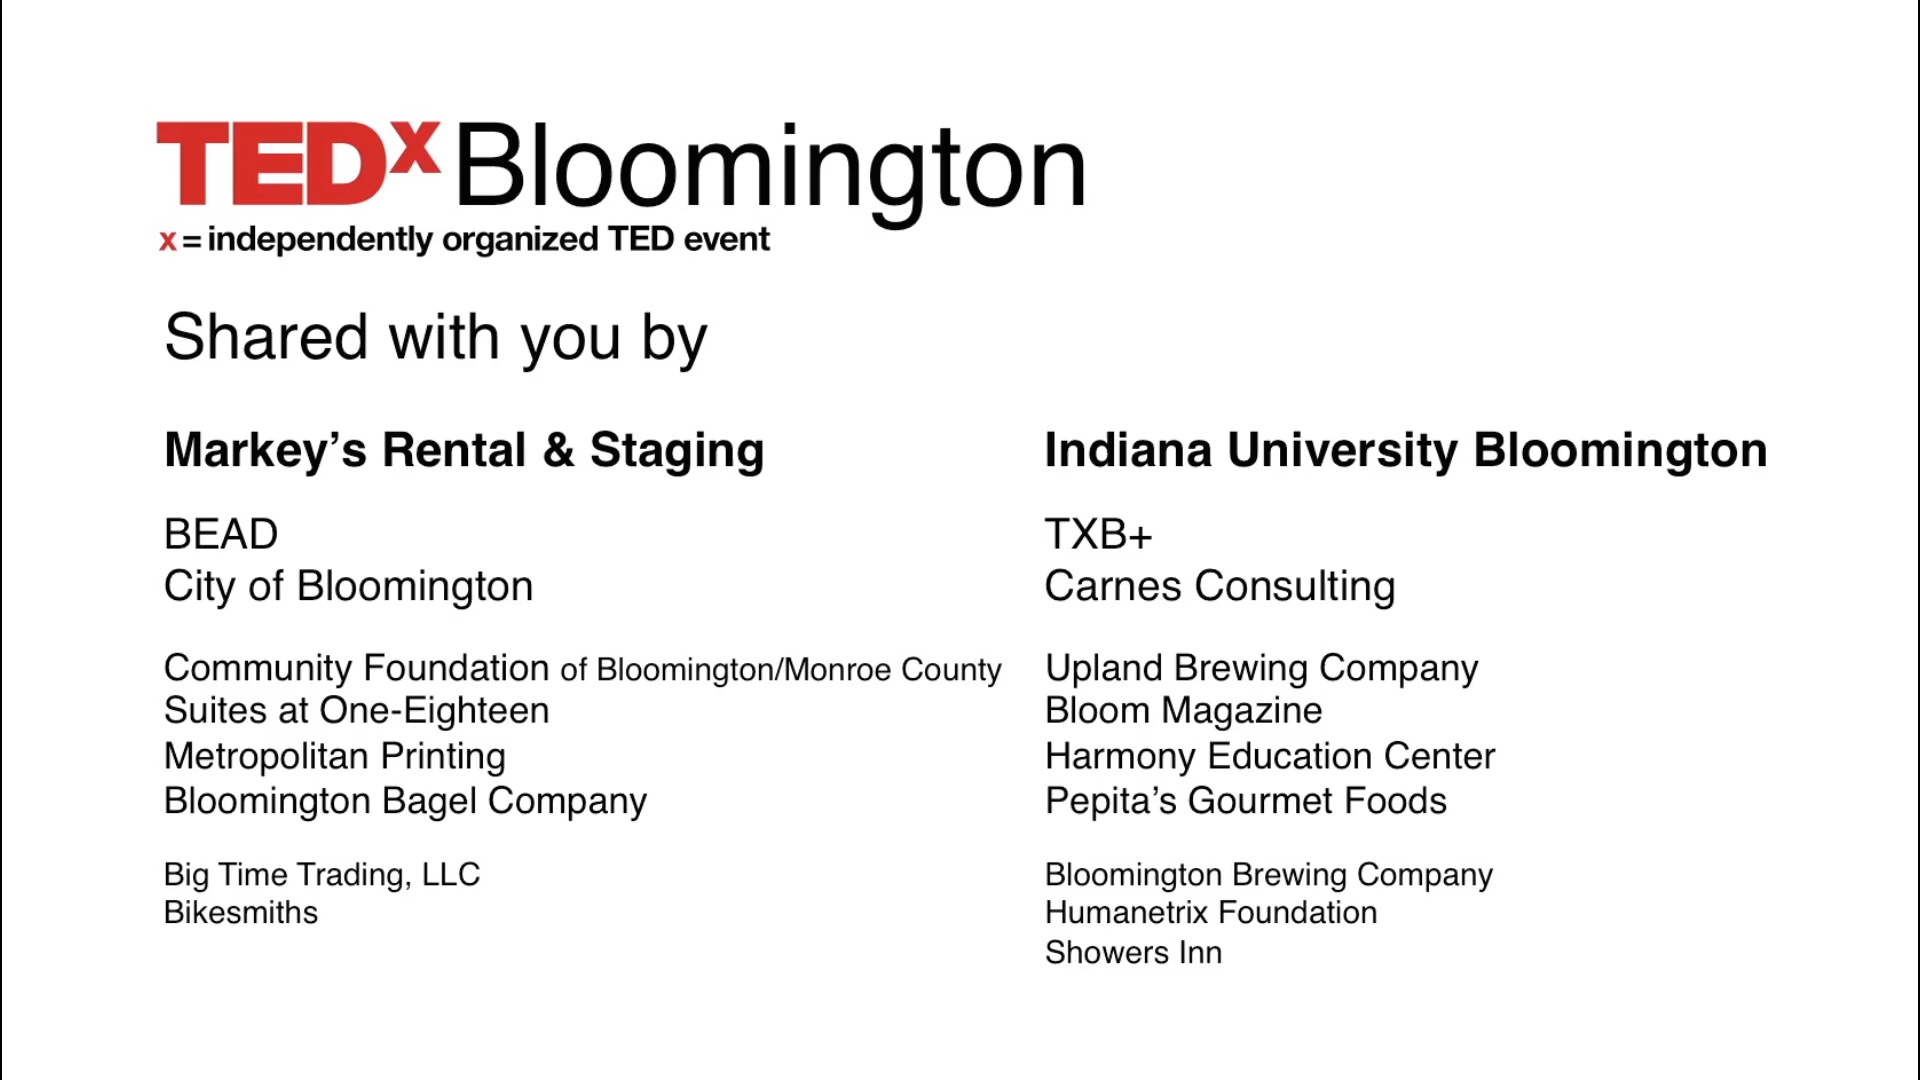 TEDx Bloomington
x = independently organized TED event
Shared with you by
Markey’s Rental & Staging
BEAD
City of Bloomington
Community Foundation of Bloomington/Monroe County
Suites at One-Eighteen
Metropolitan Printing
Bloomington Bagel Company
Big Time Trading, LLC
Bikesmiths
Indiana University Bloomington
TXB+
Carnes Consulting
Upland Brewing Company
Bloom Magazine
Harmony Education Center
Pepita’s Gourmet Foods
Bloomington Brewing Company
Humanetrix Foundation
Showers Inn